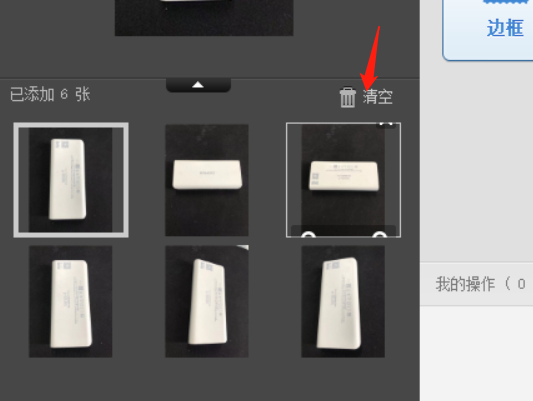 边框
已添加 6 张
清空
我的操作（ 0